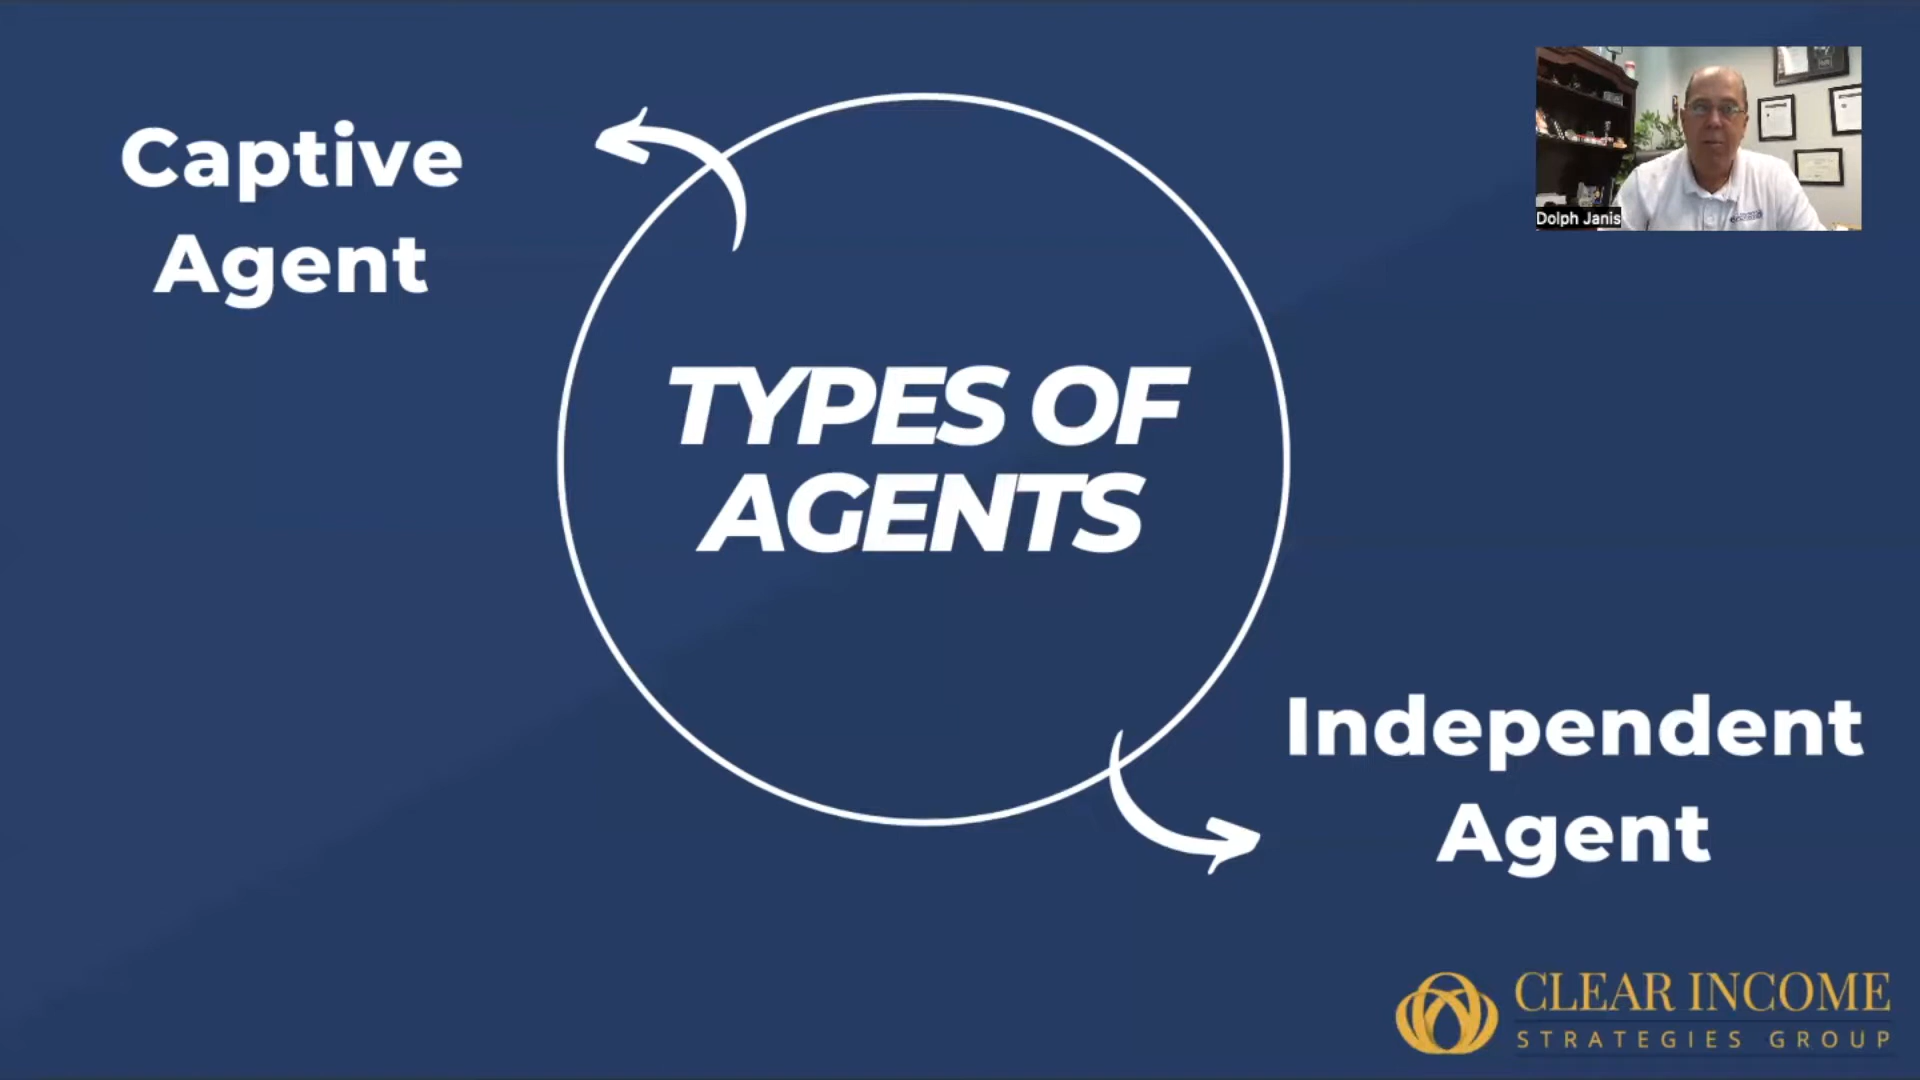 Captive
Agent
Dolph Janis
TYPES OF
AGENTS
Independent
Agent
CLEAR INCOME
STRATEGIES GROUP